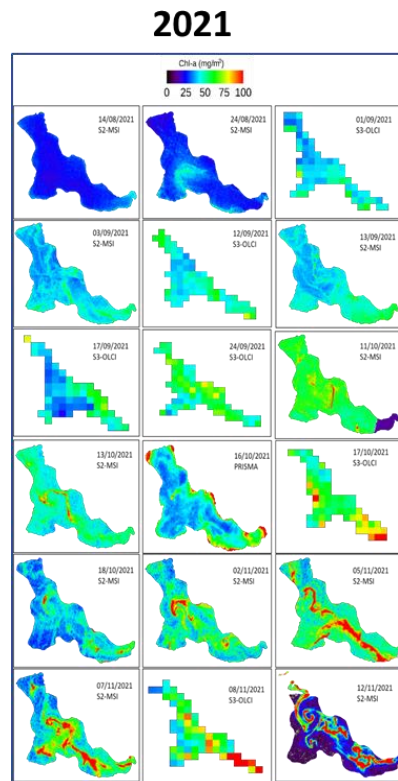 2021
Chl-a (mg/m²)
0 25 50 75 100
14/08/2021
S2-MSI
24/08/2021
S2-MSI
01/09/2021
S3-OLCI
03/09/2021
S2-MSI
12/09/2021
S3-OLCI
13/09/2021
S2-MSI
17/09/2021
S3-OLCI
24/09/2021
S3-OLCI
11/10/2021
S2-MSI
13/10/2021
S2-MSI
16/10/2021
PRISMA
17/10/2021
S3-OLCI
18/10/2021
S2-MSI
02/11/2021
S2-MSI
05/11/2021
S2-MSI
07/11/2021
S2-MSI
08/11/2021
S3-OLCI
12/11/2021
S2-MSI